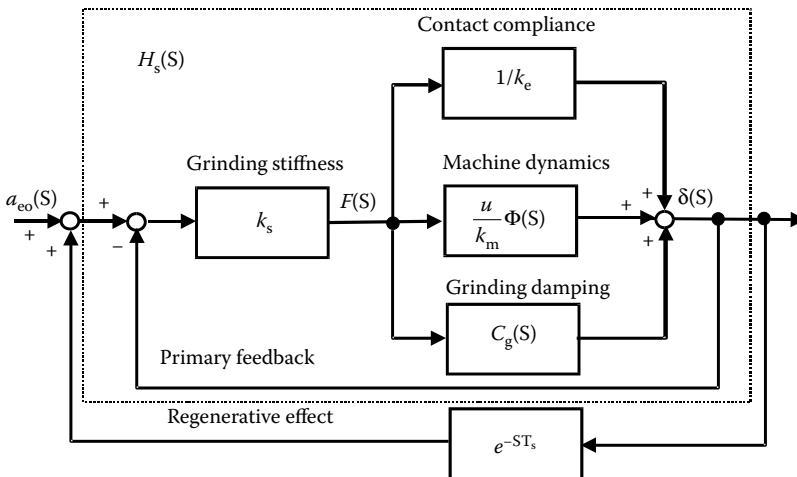 Contact compliance
H_s(S)
1/k_e
Grinding stiffness
Machine dynamics
a_eo(S)
+
+
+
−
k_s
F(S)
u/k_m Φ(S)
+
+
+
δ(S)
Grinding damping
C_g(S)
Primary feedback
Regenerative effect
e^−ST_s